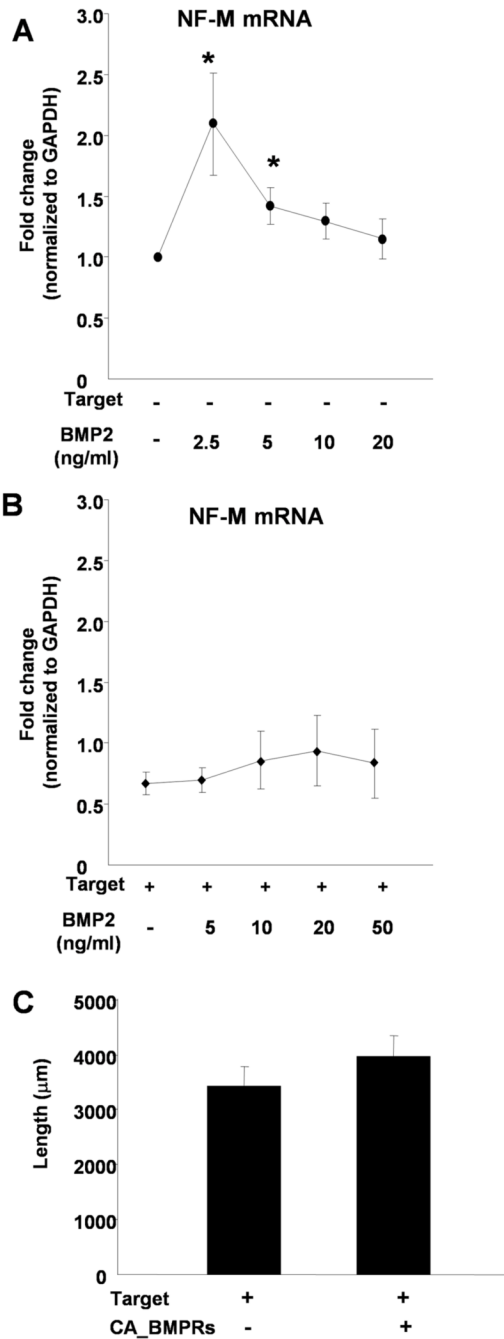 A
NF-M mRNA
Fold change
(normalized to GAPDH)
3.0
2.5
2.0
1.5
1.0
0.5
0
*
*
Target - - - - -
BMP2 - 2.5 5 10 20
(ng/ml)
B
NF-M mRNA
Fold change
(normalized to GAPDH)
3.0
2.5
2.0
1.5
1.0
0.5
0
Target + + + + +
BMP2 - 5 10 20 50
(ng/ml)
C
Length (μm)
5000
4000
3000
2000
1000
0
Target + +
CA_BMPRs - +